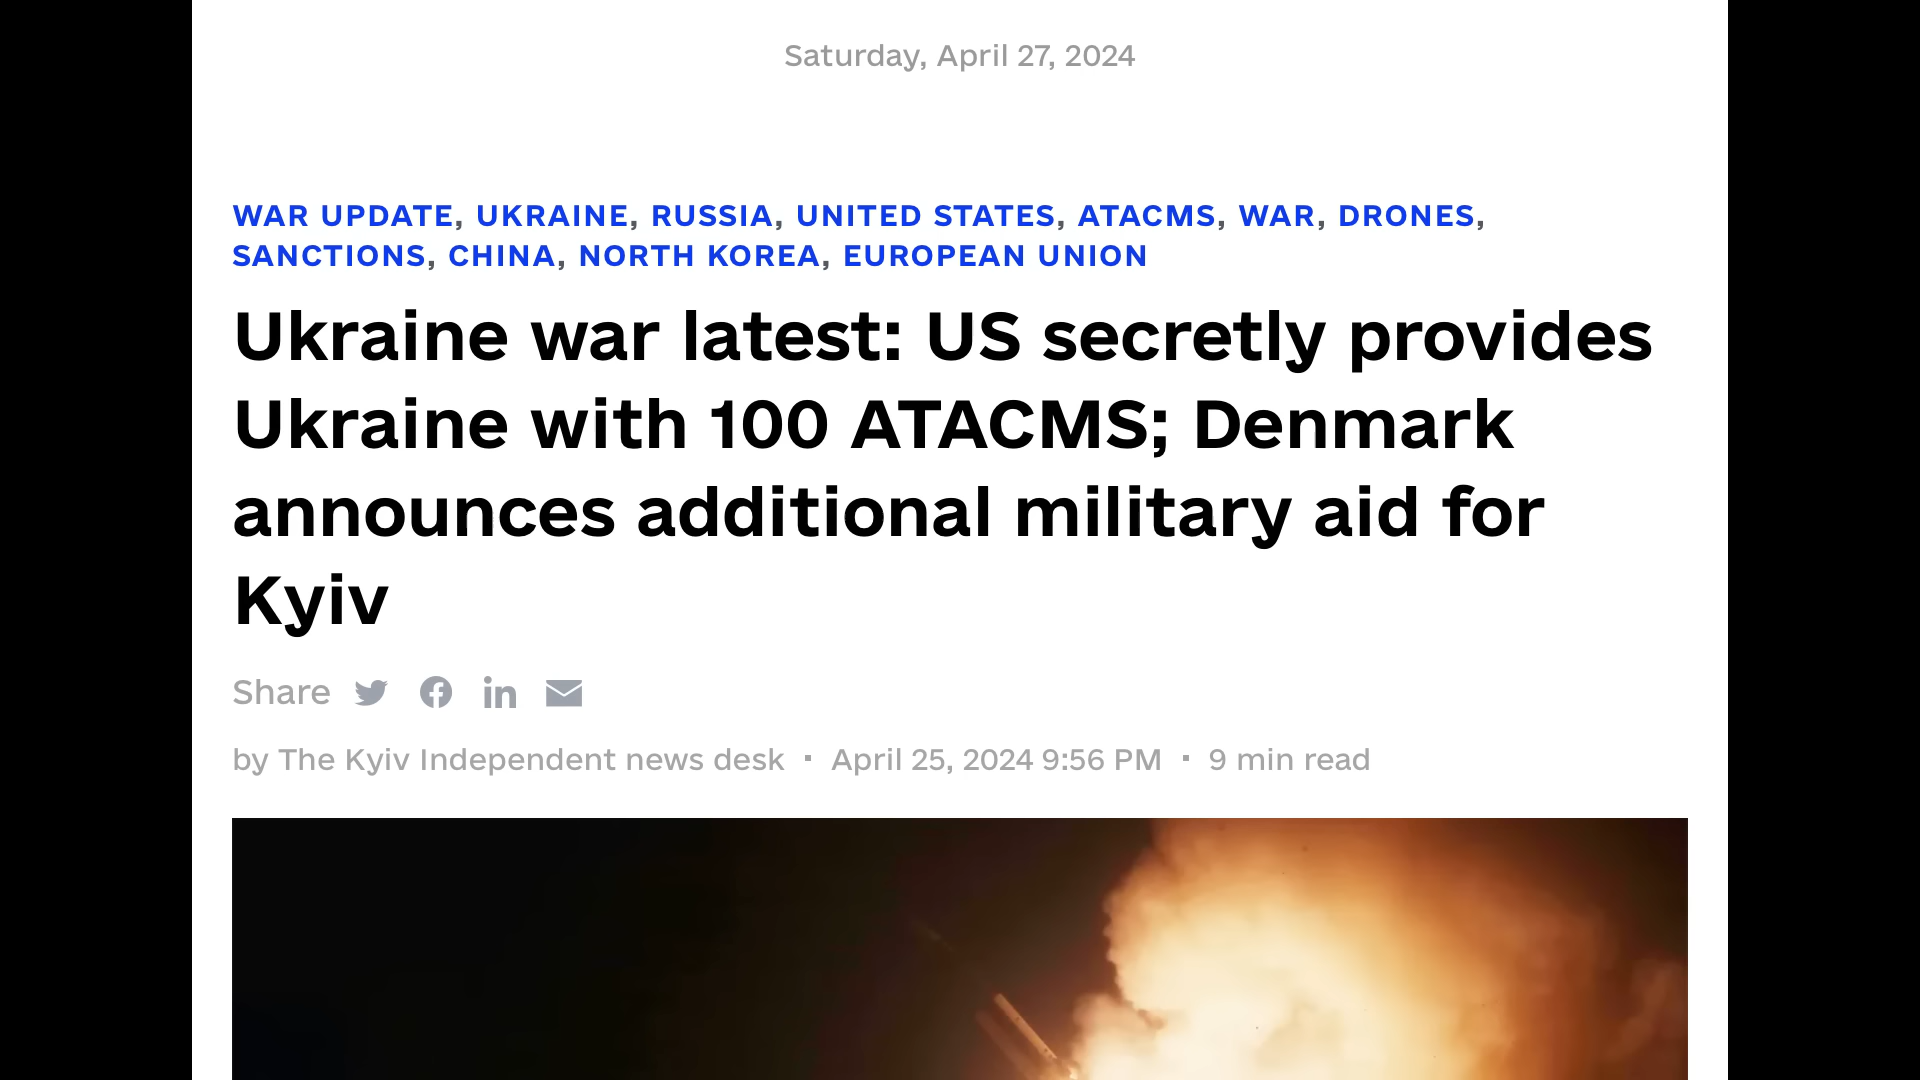 Saturday, April 27, 2024
WAR UPDATE, UKRAINE, RUSSIA, UNITED STATES, ATACMS, WAR, DRONES,
SANCTIONS, CHINA, NORTH KOREA, EUROPEAN UNION
Ukraine war latest: US secretly provides
Ukraine with 100 ATACMS; Denmark
announces additional military aid for
Kyiv
Share
by The Kyiv Independent news desk ▪ April 25, 2024 9:56 PM ▪ 9 min read